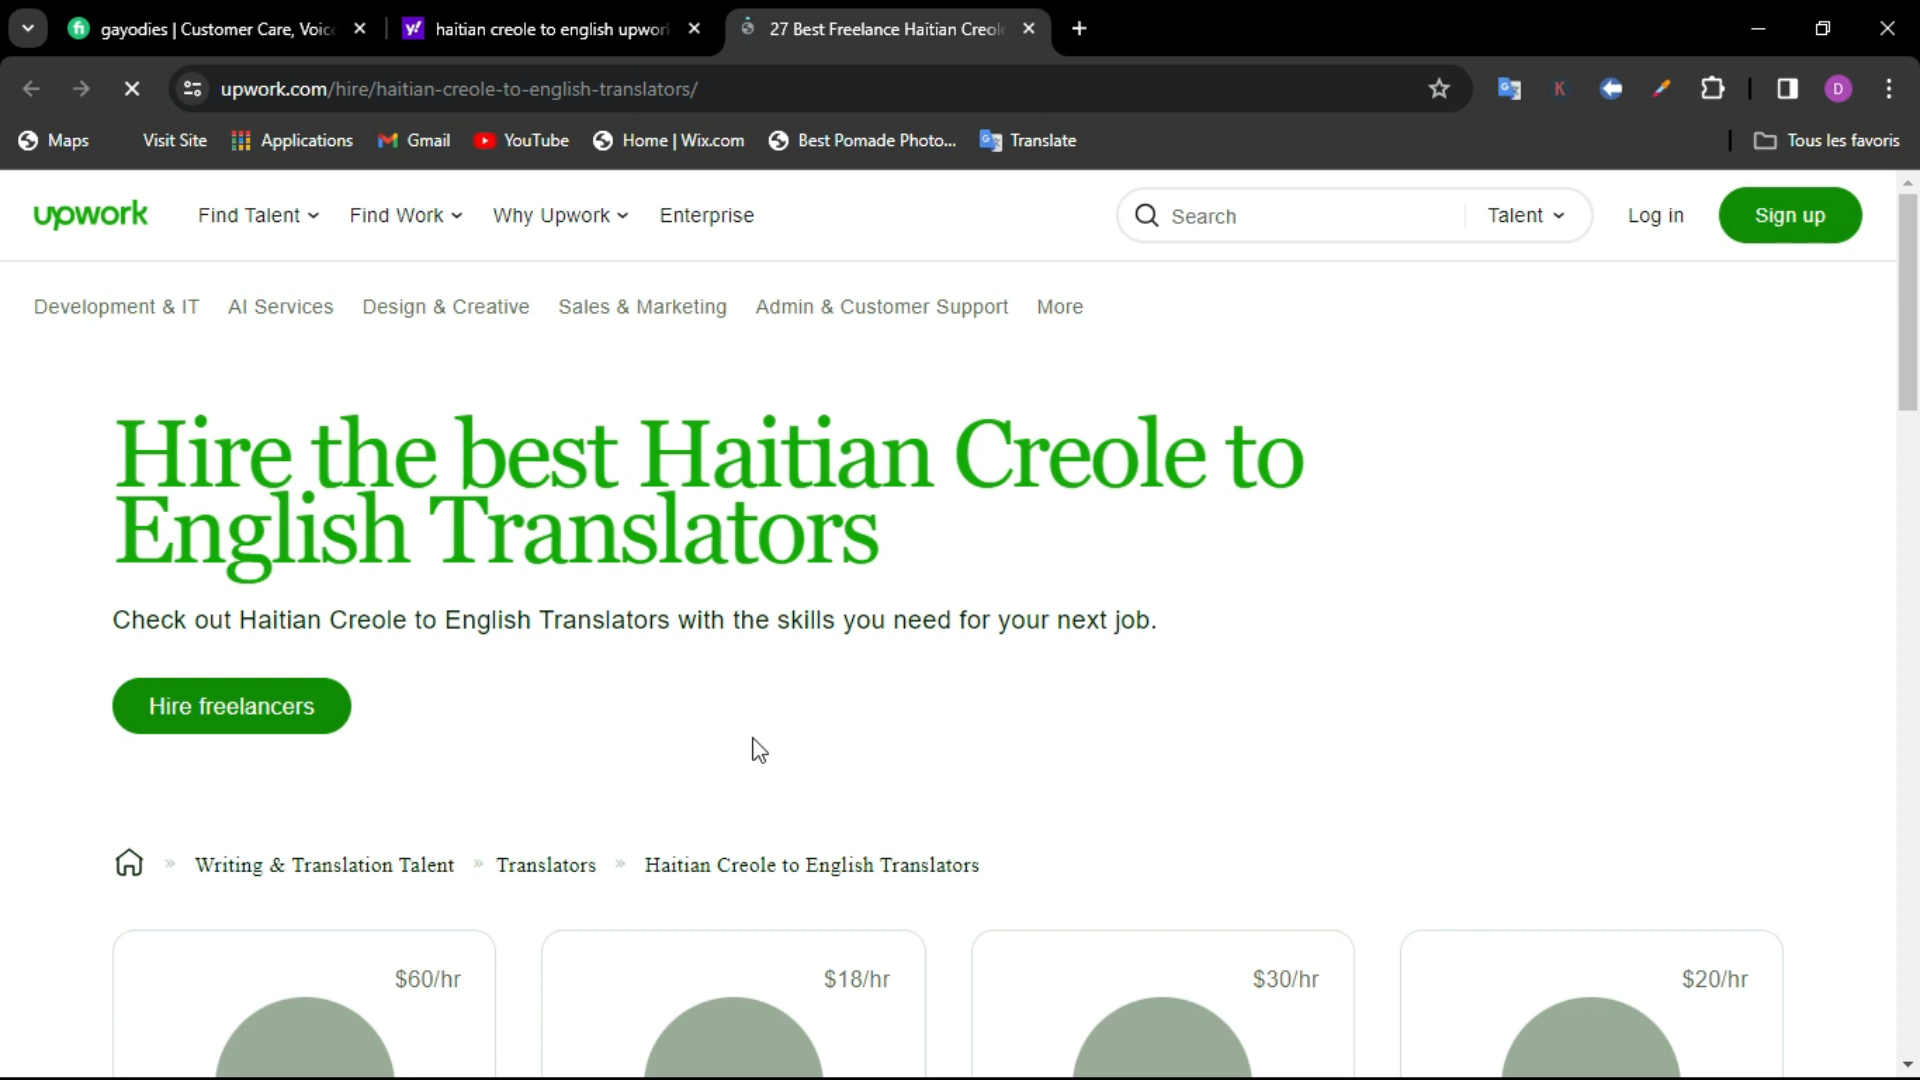 gayodies | Customer Care, Voic
haitian creole to english upwor
27 Best Freelance Haitian Creol
upwork.com/hire/haitian-creole-to-english-translators/
K
D
Maps
Visit Site
Applications
Gmail
YouTube
Home | Wix.com
Best Pomade Photo...
Translate
Tous les favoris
upwork
Find Talent
Find Work
Why Upwork
Enterprise
Search
Talent
Log in
Sign up
Development & IT
AI Services
Design & Creative
Sales & Marketing
Admin & Customer Support
More
Hire the best Haitian Creole to
English Translators
Check out Haitian Creole to English Translators with the skills you need for your next job.
Hire freelancers
» Writing & Translation Talent » Translators » Haitian Creole to English Translators
$60/hr
$18/hr
$30/hr
$20/hr